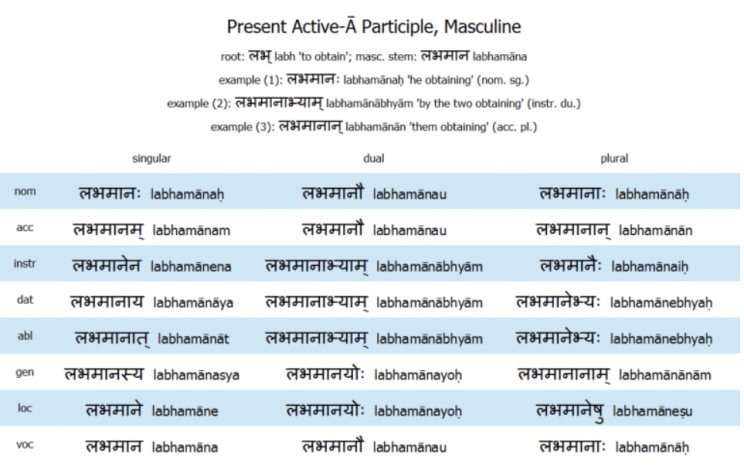 Present Active-Ā Participle, Masculine
root: लभ् labh 'to obtain'; masc. stem: लभमान labhamāna
example (1): लभमानः labhamānaḥ 'he obtaining' (nom. sg.)
example (2): लभमानाभ्याम् labhamānābhyām 'by the two obtaining' (instr. du.)
example (3): लभमानान् labhamānān 'them obtaining' (acc. pl.)
singular dual plural
nom लभमानः labhamānaḥ लभमानौ labhamānau लभमानाः labhamānāḥ
acc लभमानम् labhamānam लभमानौ labhamānau लभमानान् labhamānān
instr लभमानेन labhamānena लभमानाभ्याम् labhamānābhyām लभमानैः labhamānaiḥ
dat लभमानाय labhamānāya लभमानाभ्याम् labhamānābhyām लभमानेभ्यः labhamānebhyaḥ
abl लभमानात् labhamānāt लभमानाभ्याम् labhamānābhyām लभमानेभ्यः labhamānebhyaḥ
gen लभमानस्य labhamānasya लभमानयोः labhamānayoḥ लभमानानाम् labhamānānām
loc लभमाने labhamāne लभमानयोः labhamānayoḥ लभमानेषु labhamāneṣu
voc लभमान labhamāna लभमानौ labhamānau लभमानाः labhamānāḥ